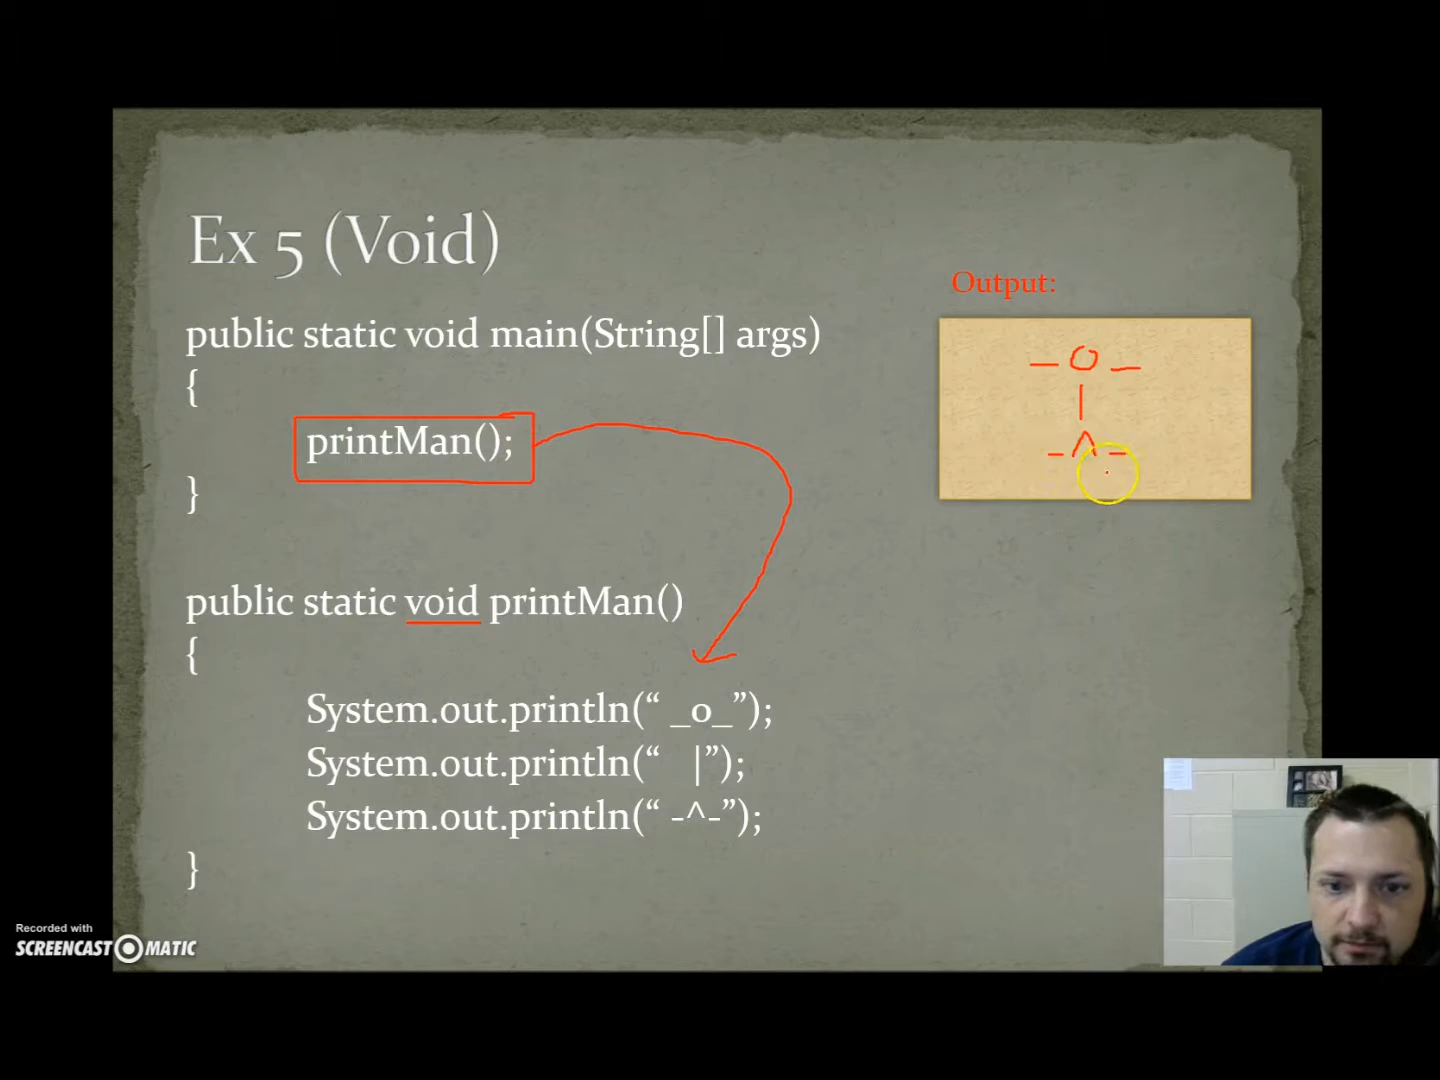 Ex 5 (Void)
Output:
public static void main(String[] args)
{
printMan();
}
_ O _
|
-^-
public static void printMan()
{
System.out.println(“ _o_”);
System.out.println(“   |”);
System.out.println(“ -^-”);
}
Recorded with
SCREENCAST-O-MATIC